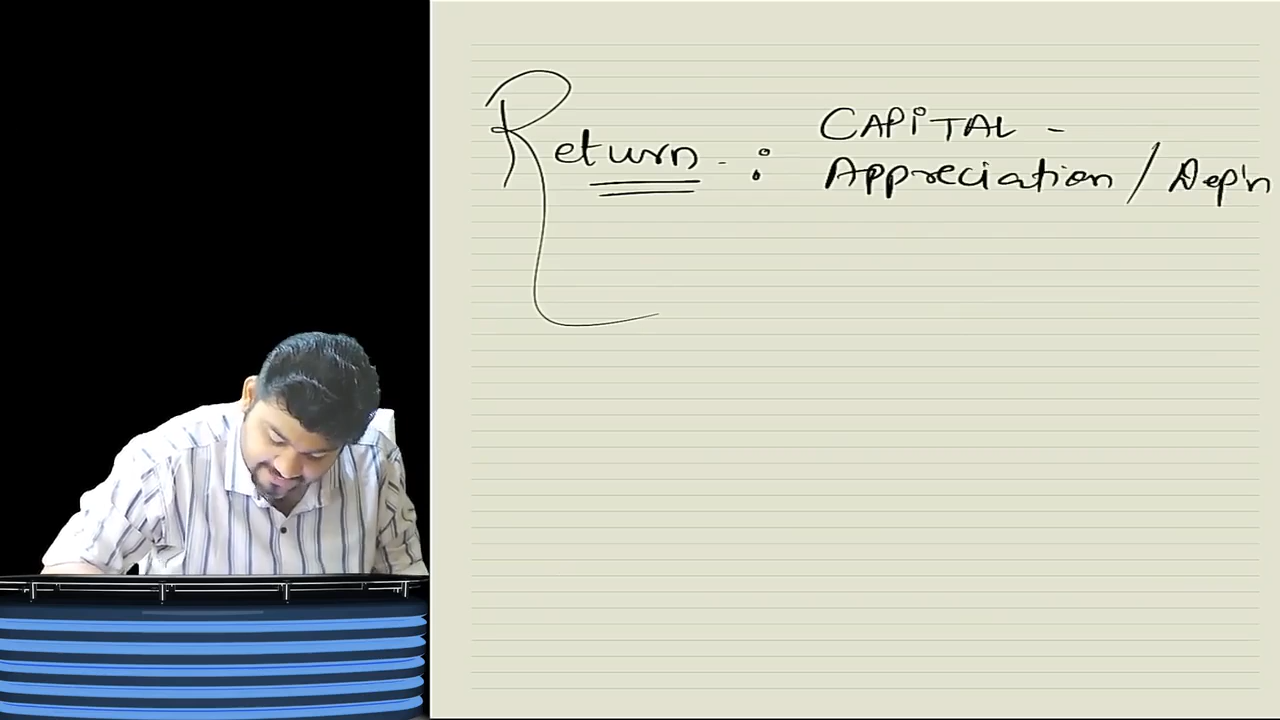 Return - : CAPITAL -
Appreciation / Dep'n